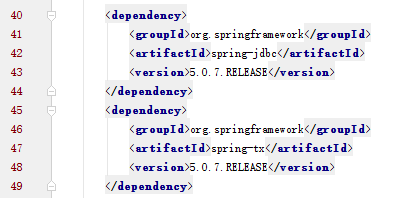 40 <dependency>
41 <groupId>org.springframework</groupId>
42 <artifactId>spring-jdbc</artifactId>
43 <version>5.0.7.RELEASE</version>
44 </dependency>
45 <dependency>
46 <groupId>org.springframework</groupId>
47 <artifactId>spring-tx</artifactId>
48 <version>5.0.7.RELEASE</version>
49 </dependency>